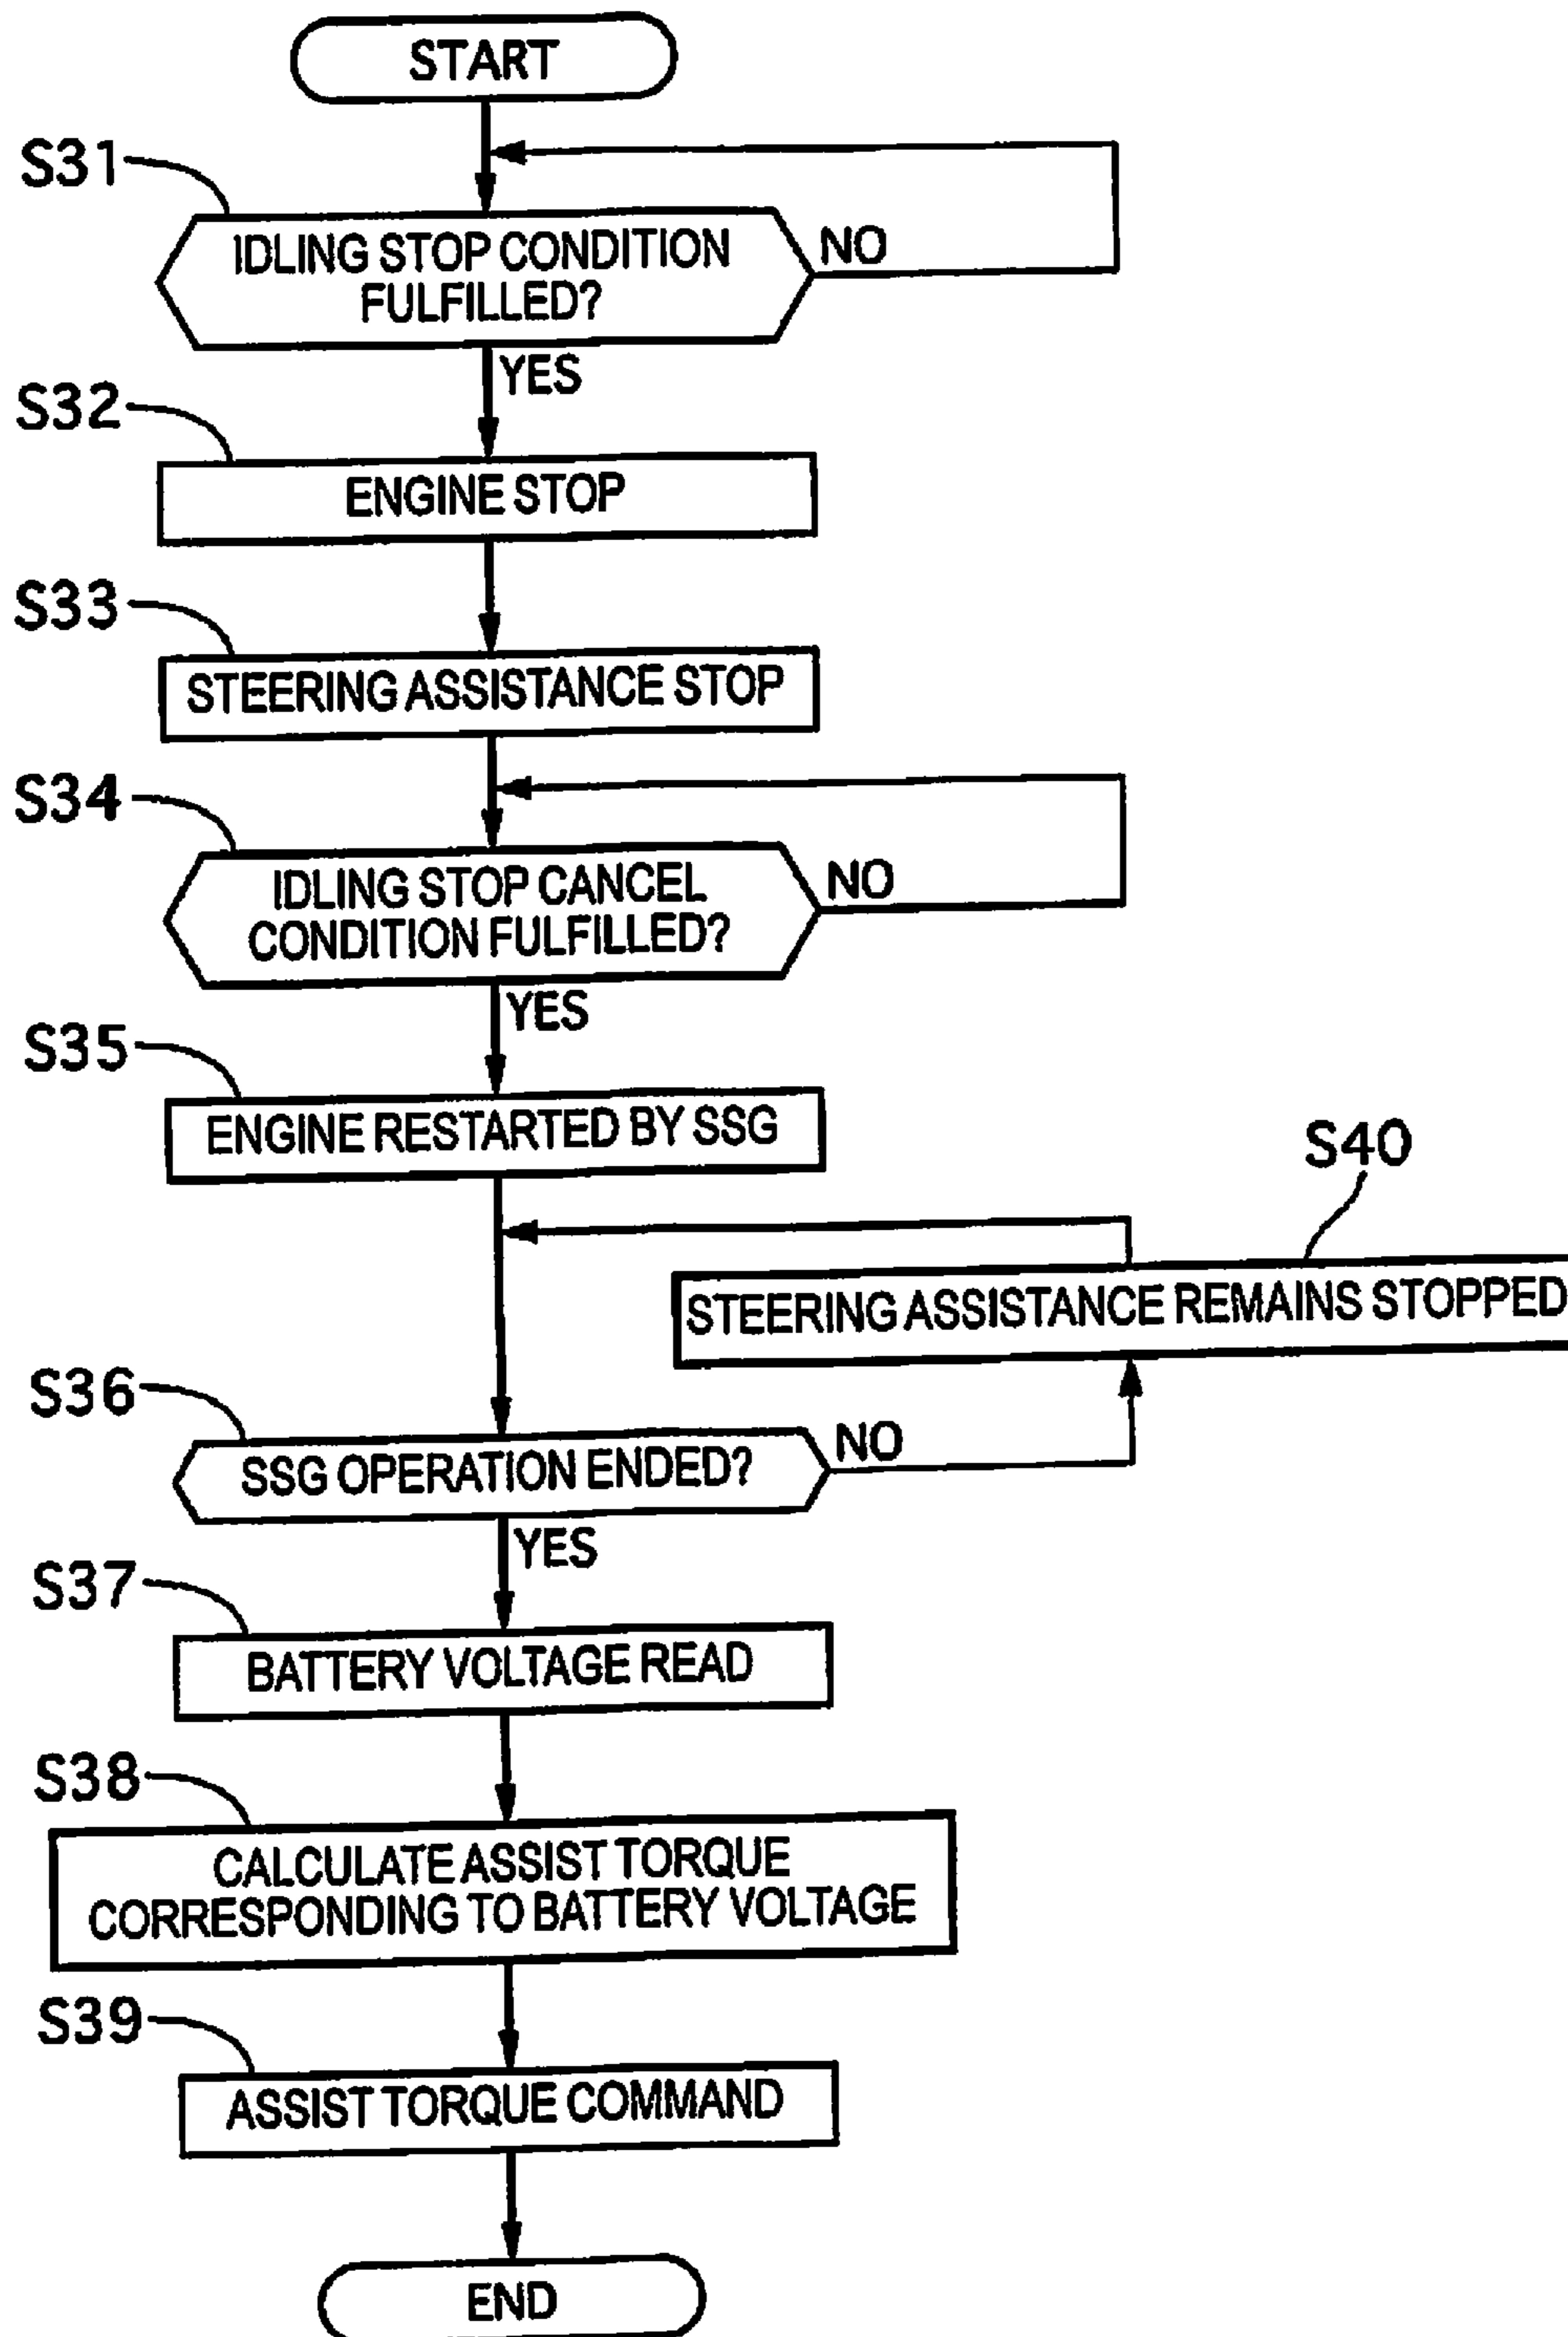 START
S31
IDLING STOP CONDITION
FULFILLED?
NO
YES
S32
ENGINE STOP
S33
STEERING ASSISTANCE STOP
S34
IDLING STOP CANCEL
CONDITION FULFILLED?
NO
YES
S35
ENGINE RESTARTED BY SSG
S40
STEERING ASSISTANCE REMAINS STOPPED
S36
SSG OPERATION ENDED?
NO
YES
S37
BATTERY VOLTAGE READ
S38
CALCULATE ASSIST TORQUE
CORRESPONDING TO BATTERY VOLTAGE
S39
ASSIST TORQUE COMMAND
END